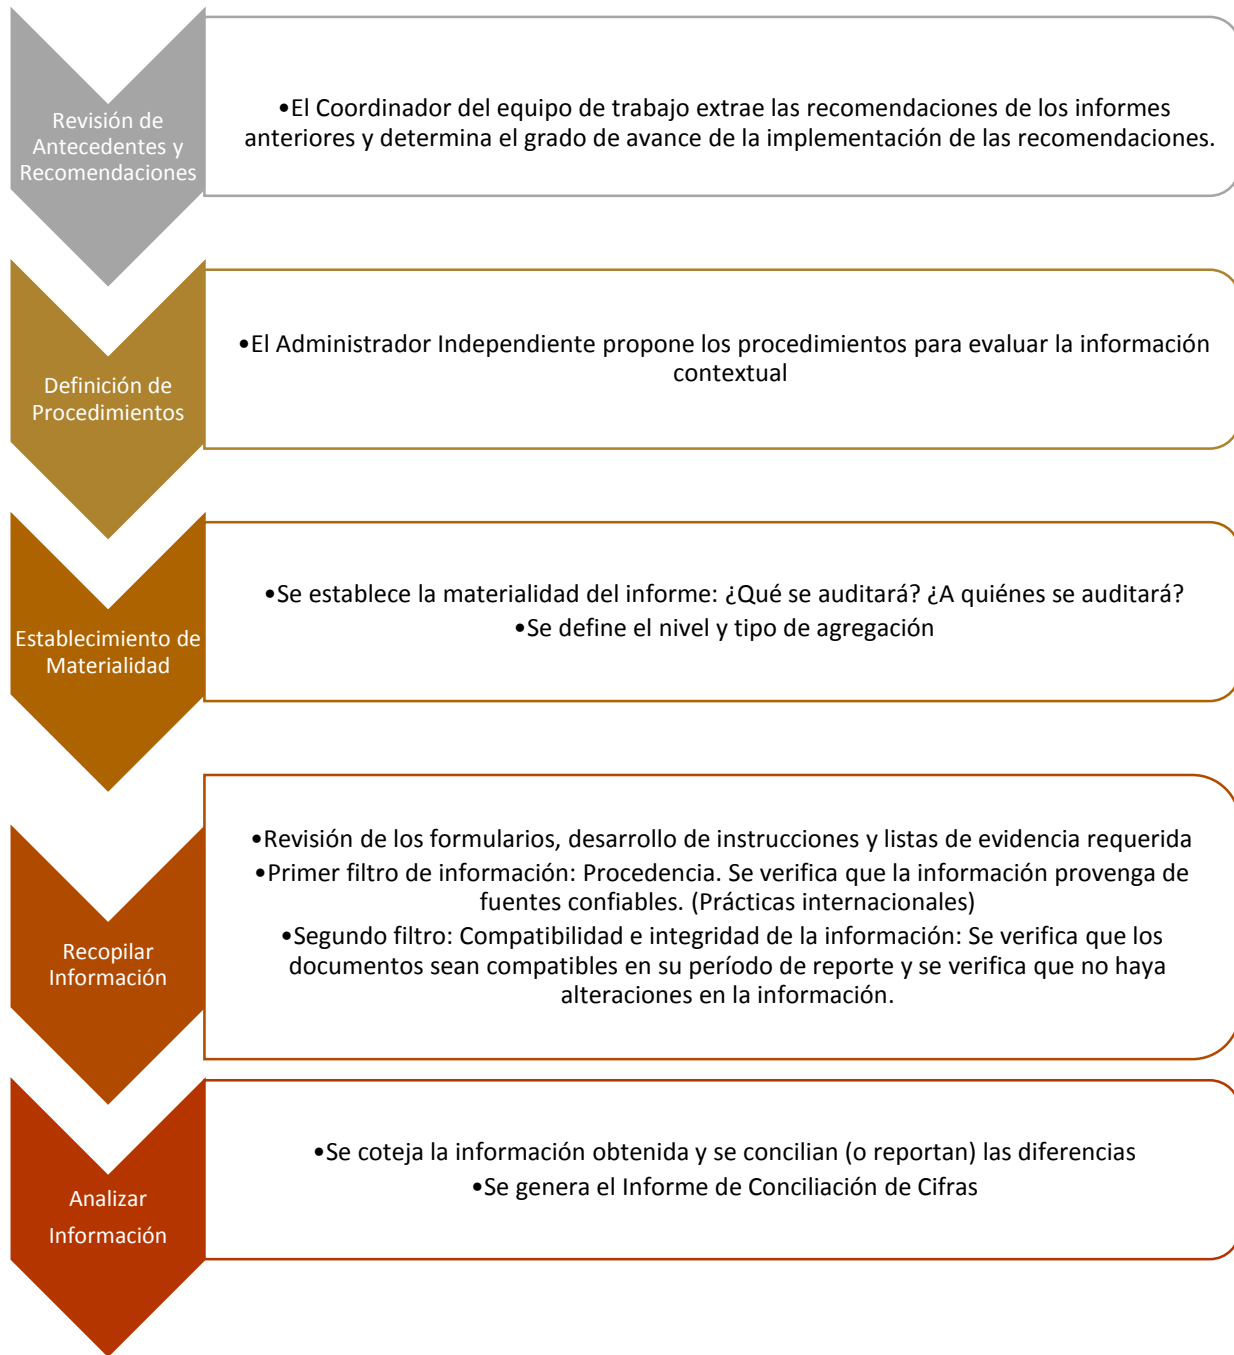 Revisión de
Antecedentes y
Recomendaciones
•El Coordinador del equipo de trabajo extrae las recomendaciones de los informes
anteriores y determina el grado de avance de la implementación de las recomendaciones.
Definición de
Procedimientos
•El Administrador Independiente propone los procedimientos para evaluar la información
contextual
Establecimiento de
Materialidad
•Se establece la materialidad del informe: ¿Qué se auditará? ¿A quiénes se auditará?
•Se define el nivel y tipo de agregación
Recopilar
Información
•Revisión de los formularios, desarrollo de instrucciones y listas de evidencia requerida
•Primer filtro de información: Procedencia. Se verifica que la información provenga de
fuentes confiables. (Prácticas internacionales)
•Segundo filtro: Compatibilidad e integridad de la información: Se verifica que los
documentos sean compatibles en su período de reporte y se verifica que no haya
alteraciones en la información.
Analizar
Información
•Se coteja la información obtenida y se concilian (o reportan) las diferencias
•Se genera el Informe de Conciliación de Cifras